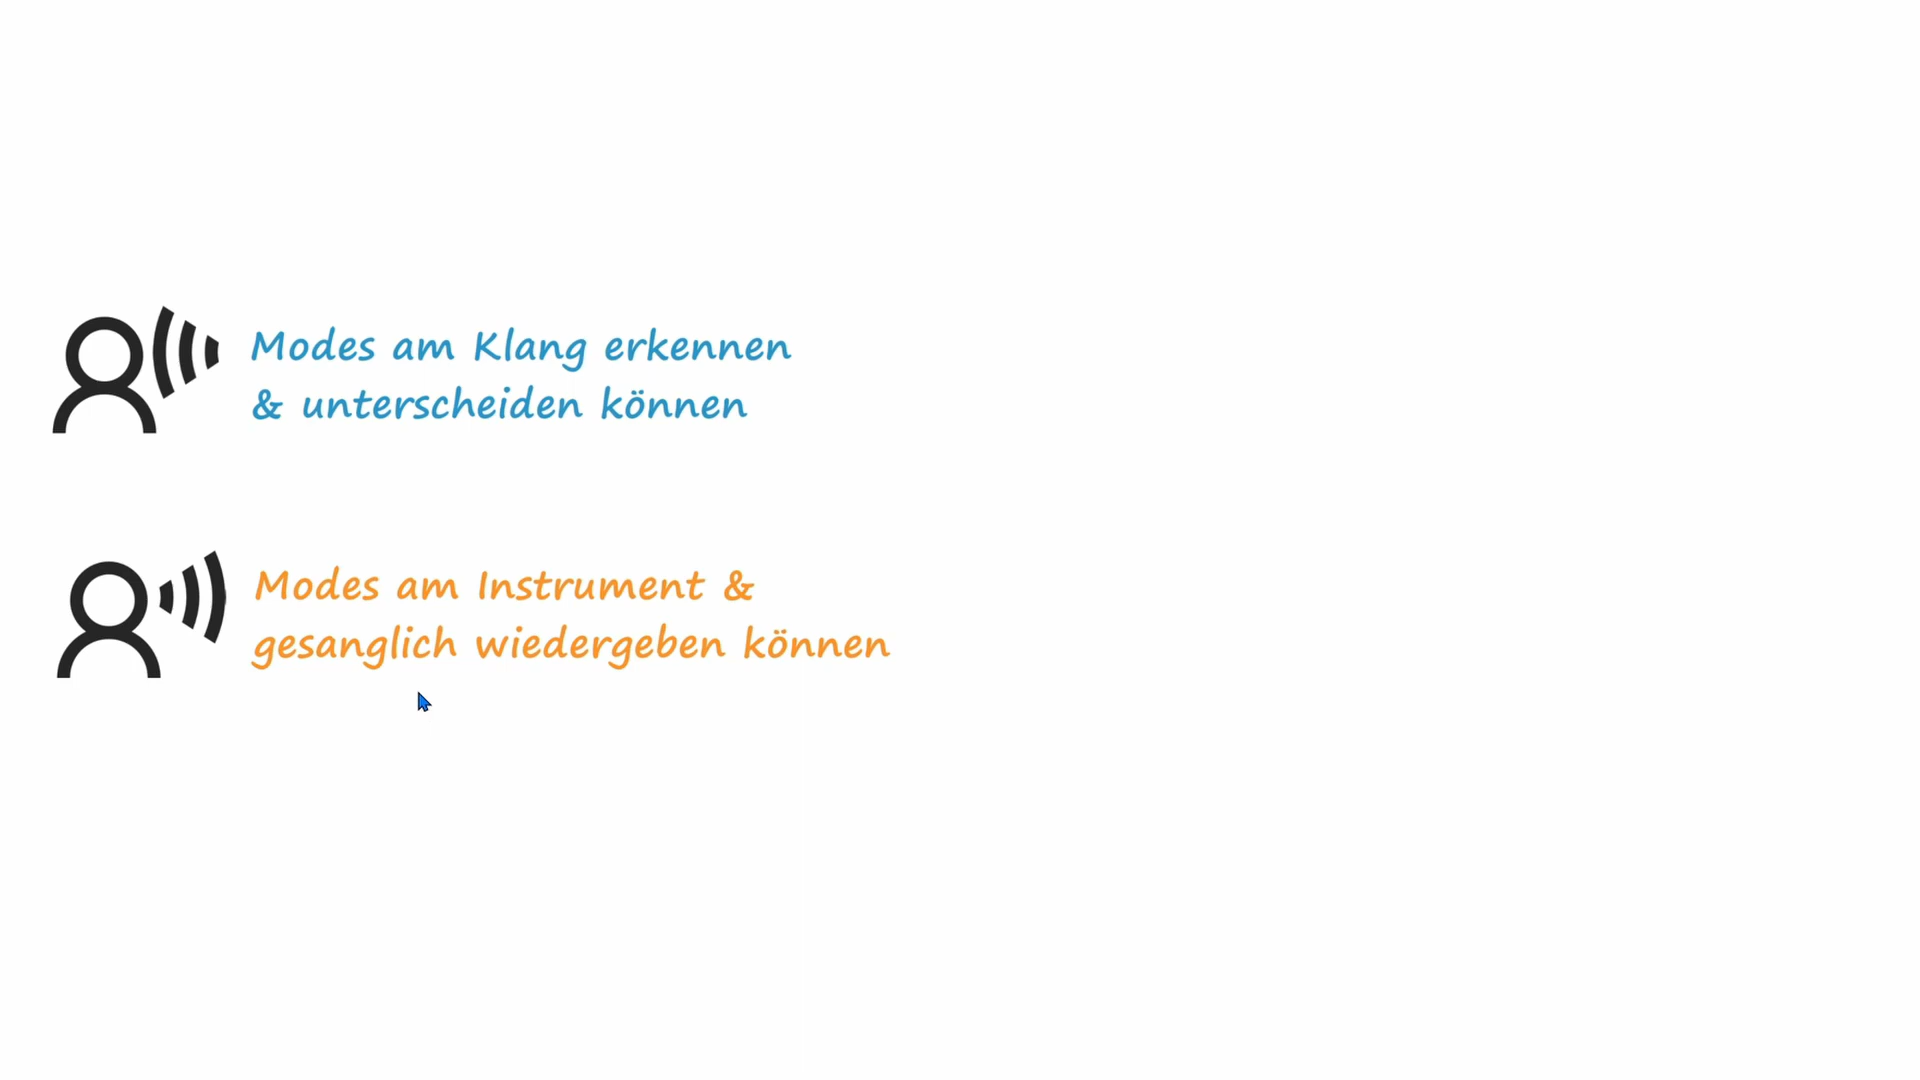 Modes am Klang erkennen
& unterscheiden können
Modes am Instrument &
gesanglich wiedergeben können